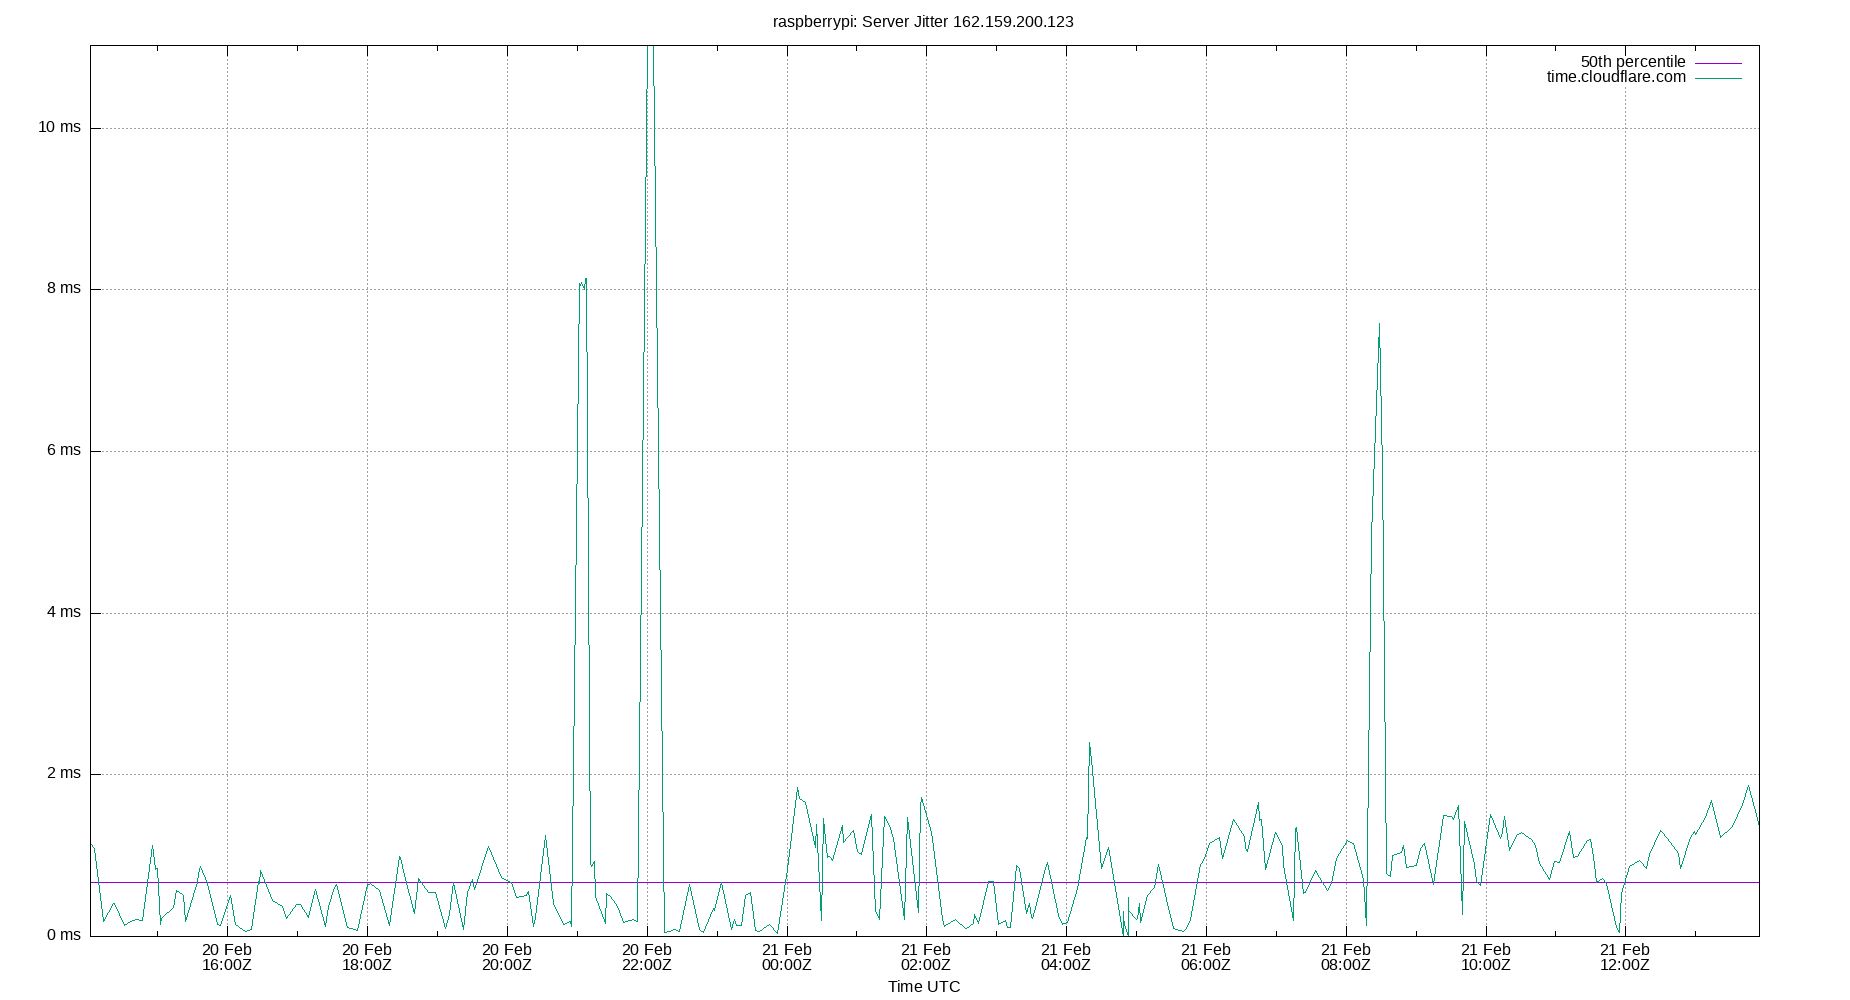 raspberrypi: Server Jitter 162.159.200.123
50th percentile
time.cloudflare.com
10 ms
8 ms
6 ms
4 ms
2 ms
0 ms
20 Feb 16:00Z
20 Feb 18:00Z
20 Feb 20:00Z
20 Feb 22:00Z
21 Feb 00:00Z
21 Feb 02:00Z
21 Feb 04:00Z
21 Feb 06:00Z
21 Feb 08:00Z
21 Feb 10:00Z
21 Feb 12:00Z
Time UTC